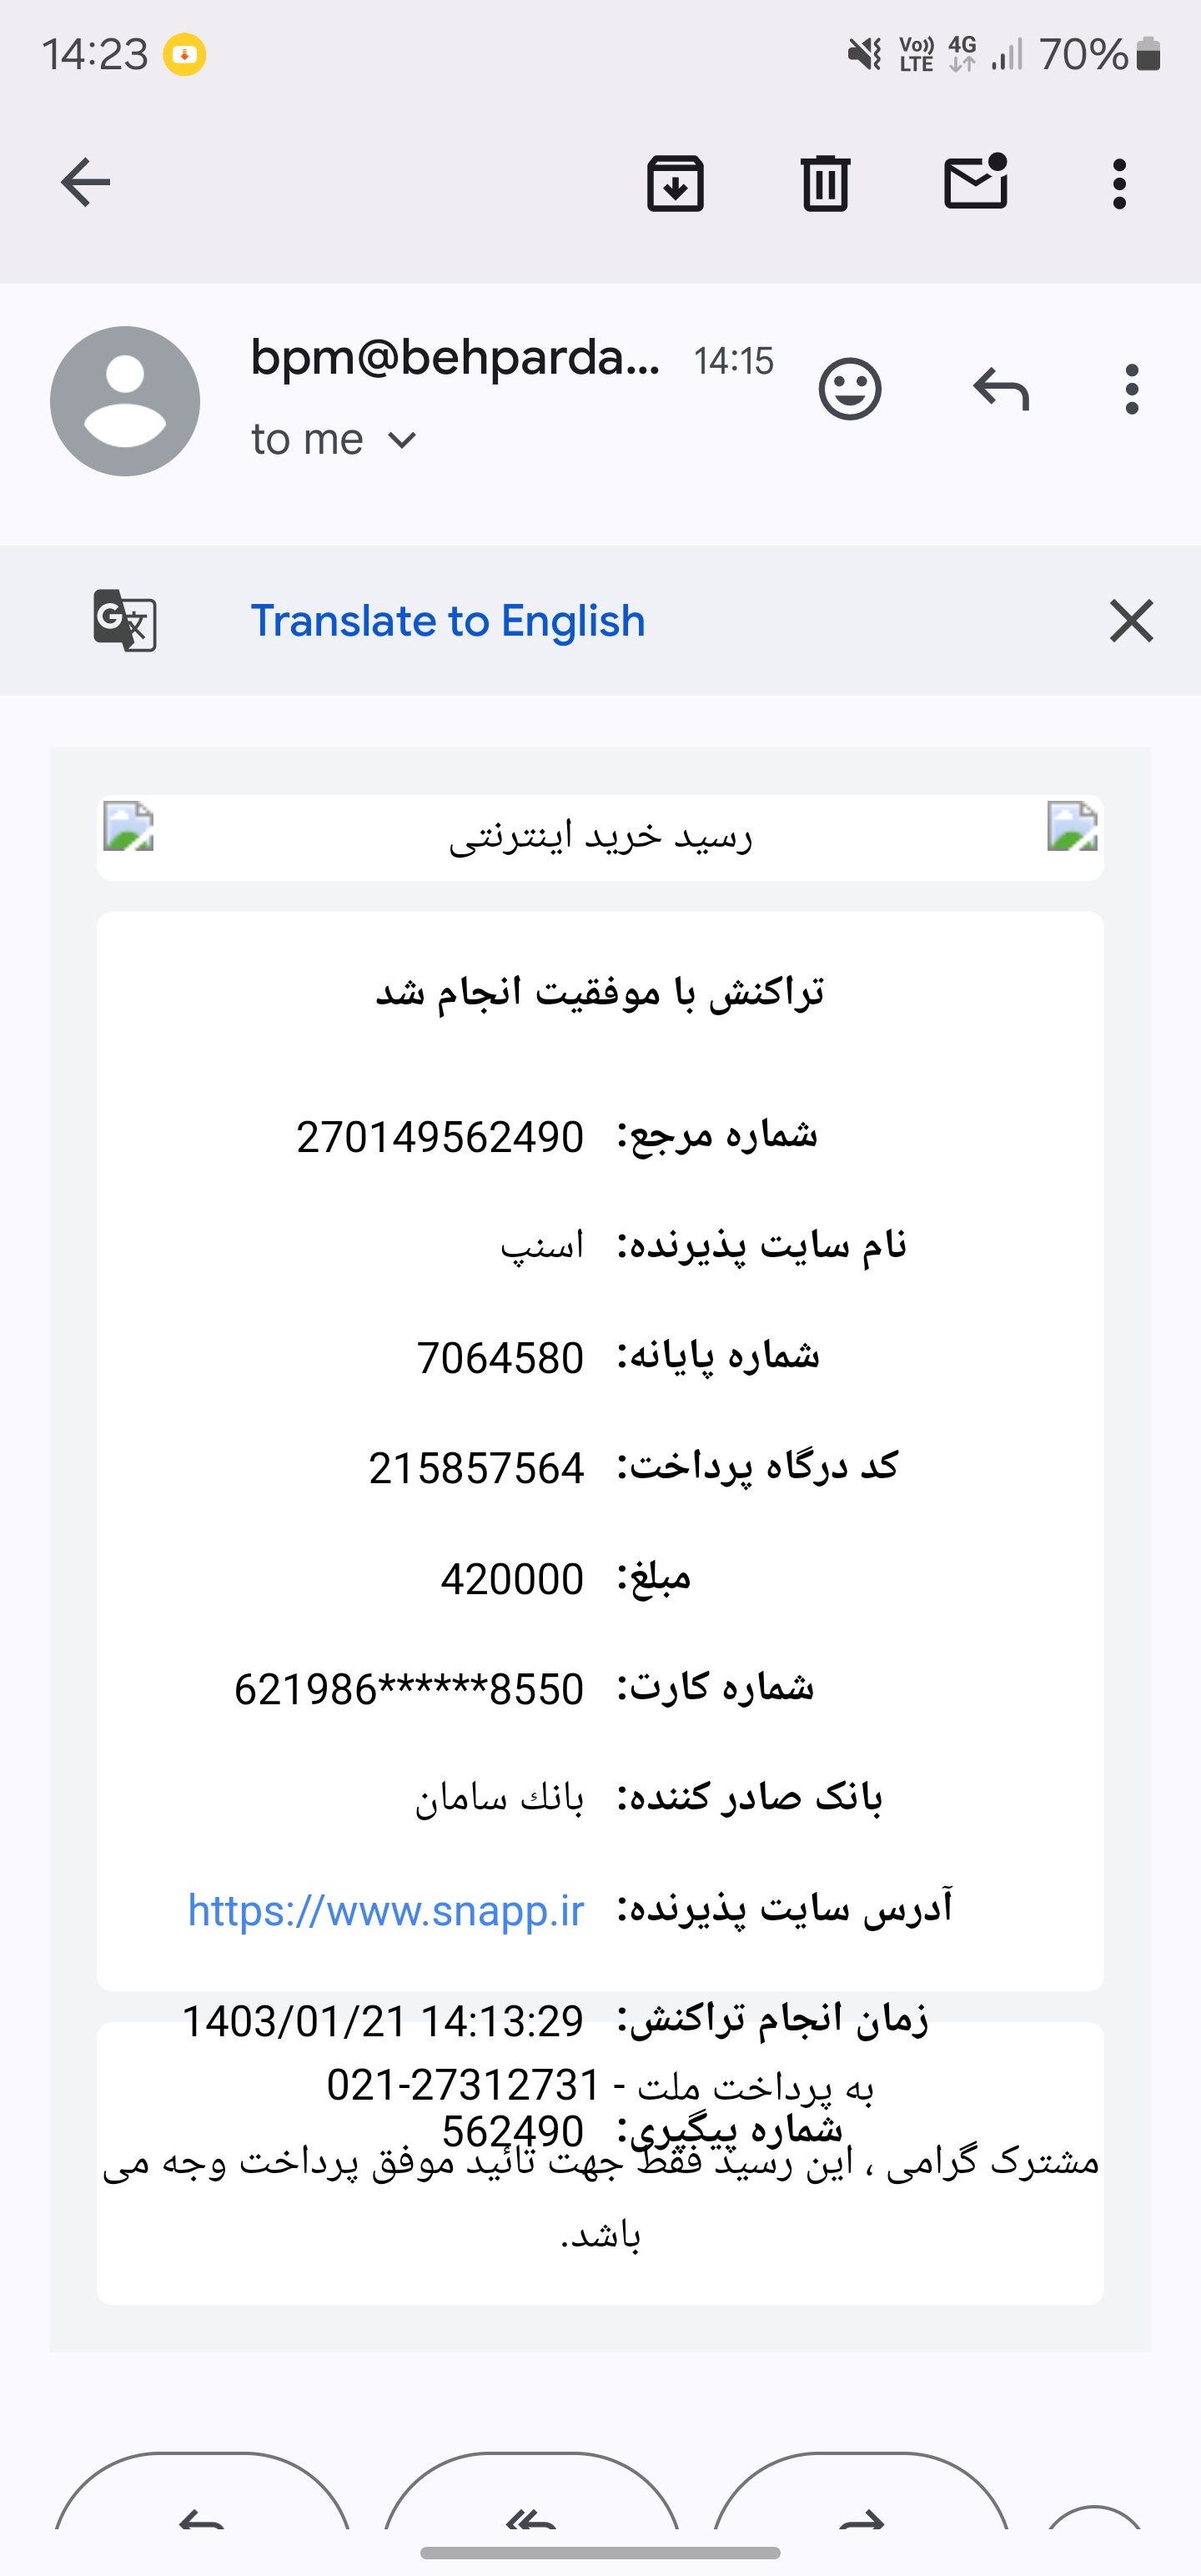 14:23
Vo)) LTE 4G 70%
bpm@behparda... 14:15
to me
Translate to English
رسید خرید اینترنتی
تراکنش با موفقیت انجام شد
شماره مرجع: 270149562490
نام سایت پذیرنده: اسنپ
شماره پایانه: 7064580
کد درگاه پرداخت: 215857564
مبلغ: 420000
شماره کارت: 621986******8550
بانک صادر کننده: بانك سامان
آدرس سایت پذیرنده: https://www.snapp.ir
زمان انجام تراکنش: 1403/01/21 14:13:29
به پرداخت ملت - 021-27312731
شماره پیگیری: 562490
مشترک گرامی ، این رسید فقط جهت تائید موفق پرداخت وجه می
باشد.